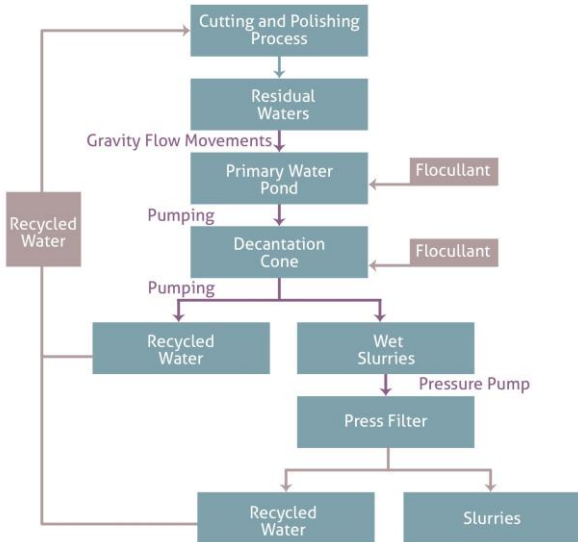 Cutting and Polishing
Process
Residual
Waters
Gravity Flow Movements
Primary Water
Pond
Flocullant
Recycled
Water
Pumping
Decantation
Cone
Flocullant
Pumping
Recycled
Water
Wet
Slurries
Pressure Pump
Press Filter
Recycled
Water
Slurries